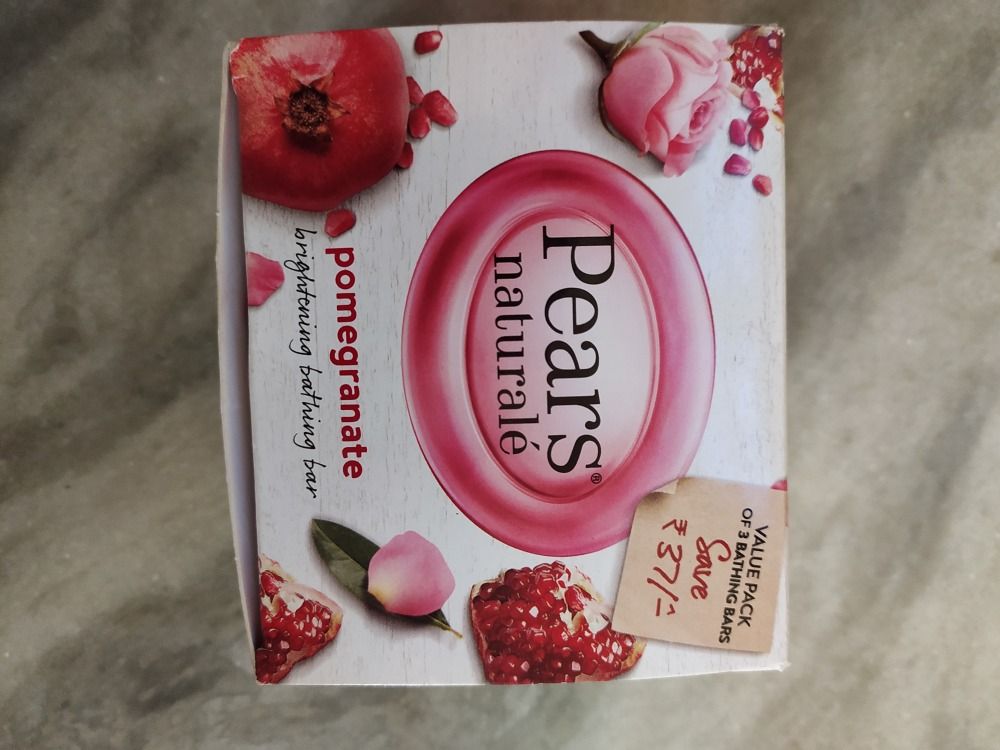 Pears®
naturalé
pomegranate
brightening bathing bar
VALUE PACK
OF 3 BATHING BARS
Save
₹ 37/-^